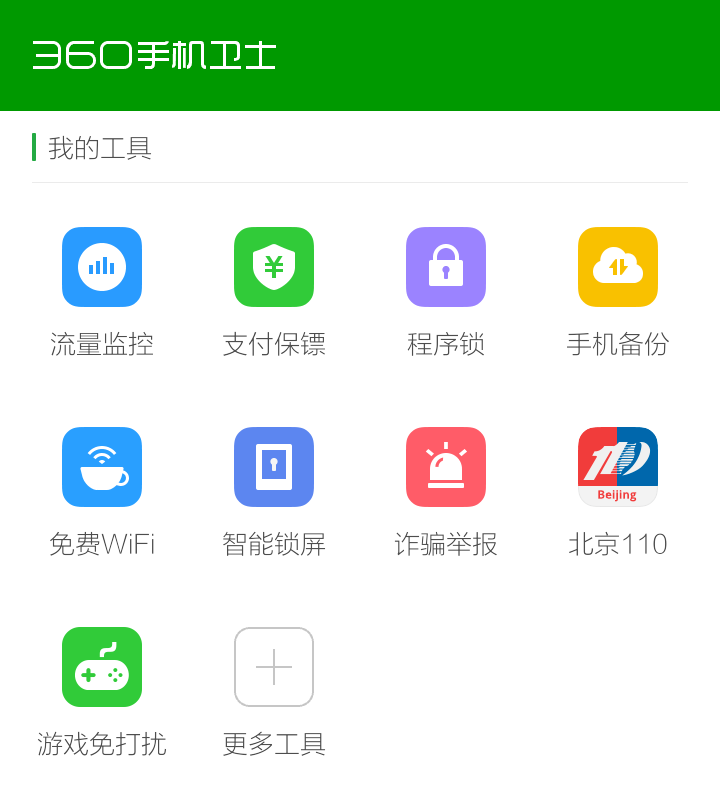 360手机卫士
我的工具
流量监控 支付保镖 程序锁 手机备份
¥
110
Beijing
免费WiFi 智能锁屏 诈骗举报 北京110
游戏免打扰 更多工具